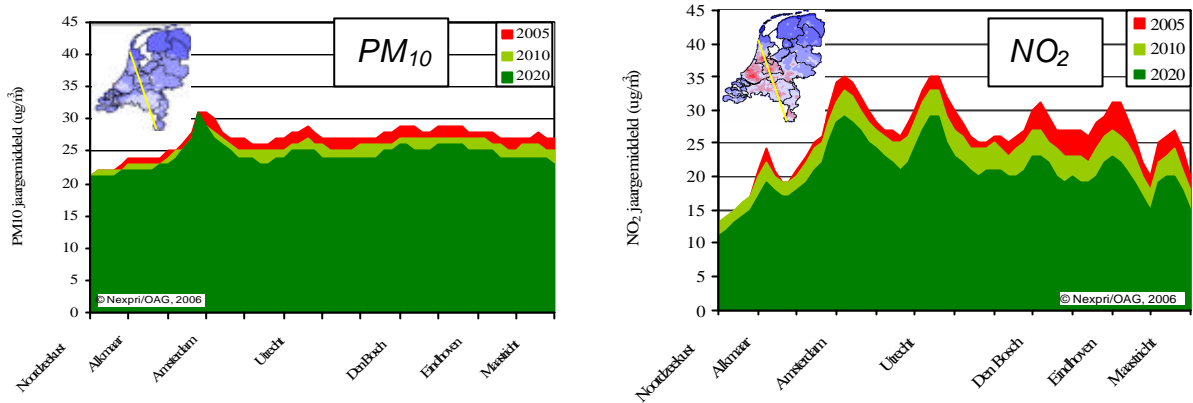 PM10
2005
2010
2020
PM10 jaargemiddeld (ug/m3)
45
40
35
30
25
20
15
10
5
0
© Nexpri/OAG, 2006
Noordzeekust
Alkmaar
Amsterdam
Utrecht
Den Bosch
Eindhoven
Maastricht
NO2
2005
2010
2020
NO2 jaargemiddeld (ug/m3)
45
40
35
30
25
20
15
10
5
0
© Nexpri/OAG, 2006
Noordzeekust
Alkmaar
Amsterdam
Utrecht
Den Bosch
Eindhoven
Maastricht